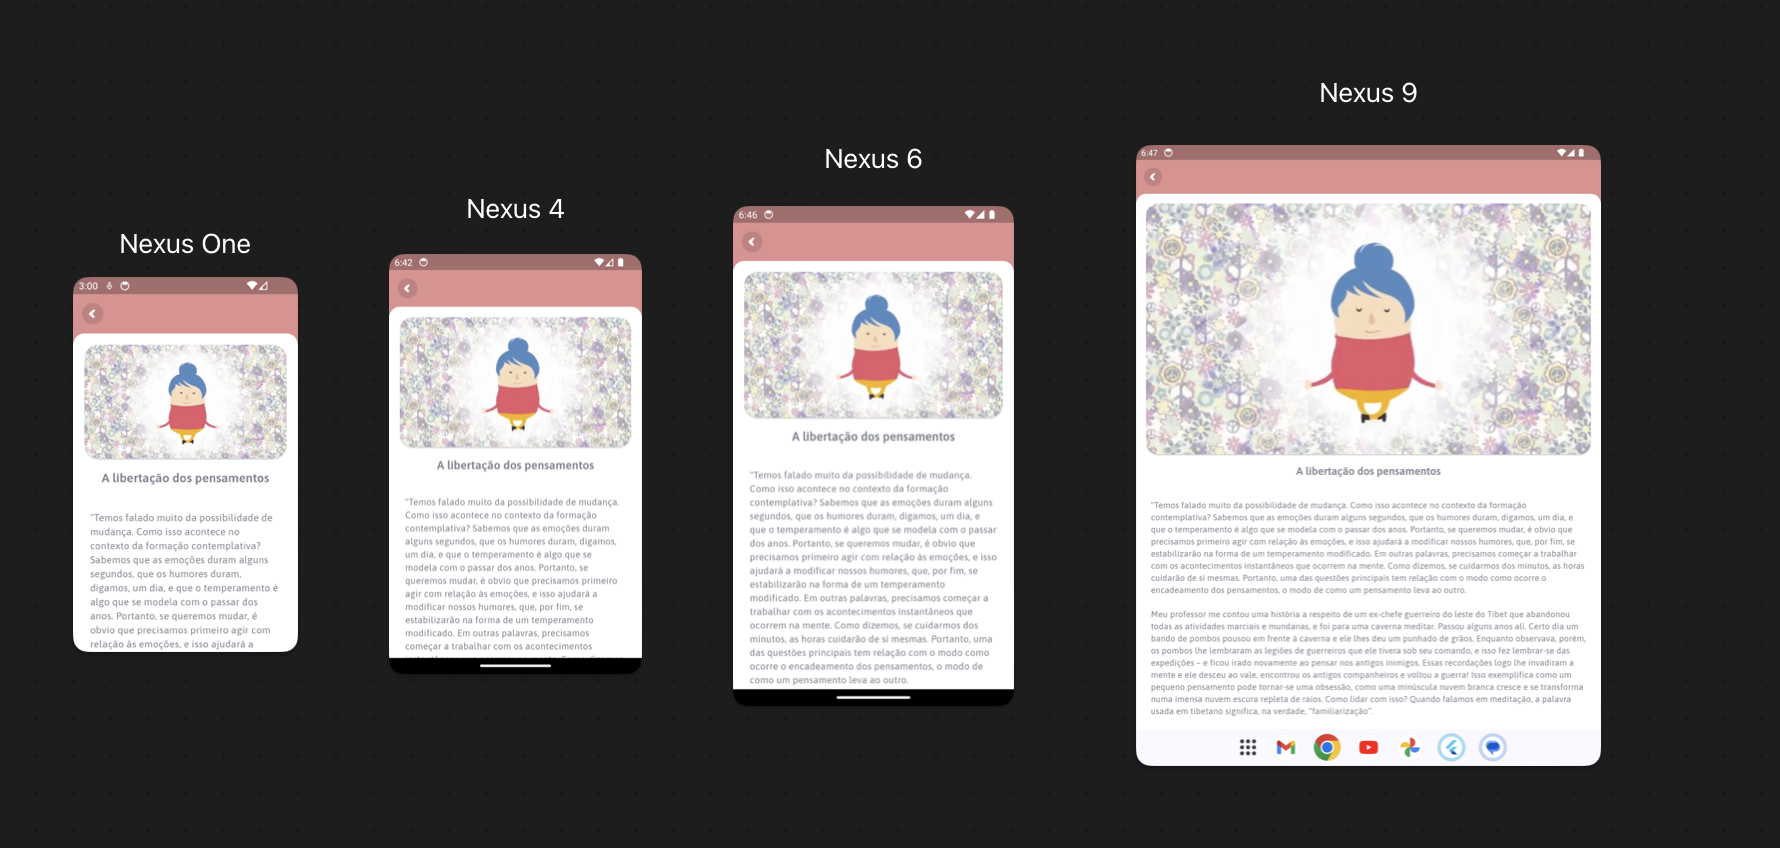 Nexus One
3:00
A libertação dos pensamentos
"Temos falado muito da possibilidade de
mudança. Como isso acontece no
contexto da formação contemplativa?
Sabemos que as emoções duram alguns
segundos, que os humores duram,
digamos, um dia, e que o temperamento é
algo que se modela com o passar dos
anos. Portanto, se queremos mudar, é
obvio que precisamos primeiro agir com
relação às emoções, e isso ajudará a
Nexus 4
6:42
A libertação dos pensamentos
"Temos falado muito da possibilidade de mudança.
Como isso acontece no contexto da formação
contemplativa? Sabemos que as emoções duram
alguns segundos, que os humores duram, digamos,
um dia, e que o temperamento é algo que se
modela com o passar dos anos. Portanto, se
queremos mudar, é obvio que precisamos primeiro
agir com relação às emoções, e isso ajudará a
modificar nossos humores, que, por fim, se
estabilizarão na forma de um temperamento
modificado. Em outras palavras, precisamos
começar a trabalhar com os acontecimentos
Nexus 6
6:46
A libertação dos pensamentos
"Temos falado muito da possibilidade de mudança.
Como isso acontece no contexto da formação
contemplativa? Sabemos que as emoções duram alguns
segundos, que os humores duram, digamos, um dia, e
que o temperamento é algo que se modela com o passar
dos anos. Portanto, se queremos mudar, é obvio que
precisamos primeiro agir com relação às emoções, e isso
ajudará a modificar nossos humores, que, por fim, se
estabilizarão na forma de um temperamento
modificado. Em outras palavras, precisamos começar a
trabalhar com os acontecimentos instantâneos que
ocorrem na mente. Como dizemos, se cuidarmos dos
minutos, as horas cuidarão de si mesmas. Portanto, uma
das questões principais tem relação com o modo como
ocorre o encadeamento dos pensamentos, o modo de
como um pensamento leva ao outro.
Nexus 9
6:47
A libertação dos pensamentos
"Temos falado muito da possibilidade de mudança. Como isso acontece no contexto da formação
contemplativa? Sabemos que as emoções duram alguns segundos, que os humores duram, digamos, um dia, e
que o temperamento é algo que se modela com o passar dos anos. Portanto, se queremos mudar, é obvio que
precisamos primeiro agir com relação às emoções, e isso ajudará a modificar nossos humores, que, por fim, se
estabilizarão na forma de um temperamento modificado. Em outras palavras, precisamos começar a trabalhar
com os acontecimentos instantâneos que ocorrem na mente. Como dizemos, se cuidarmos dos minutos, as horas
cuidarão de si mesmas. Portanto, uma das questões principais tem relação com o modo como ocorre o
encadeamento dos pensamentos, o modo de como um pensamento leva ao outro.
Meu professor me contou uma história a respeito de um ex-chefe guerreiro do leste do Tibet que abandonou
todas as atividades marciais e mundanas, e foi para uma caverna meditar. Passou alguns anos ali. Certo dia um
bando de pombos pousou em frente à caverna e ele lhes deu um punhado de grãos. Enquanto observava, porém,
os pombos lhe lembraram as legiões de guerreiros que ele tivera sob seu comando, e isso fez lembrar-se das
expedições – e ficou irado novamente ao pensar nos antigos inimigos. Essas recordações logo lhe invadiram a
mente e ele desceu ao vale, encontrou os antigos companheiros e voltou a guerra! Isso exemplifica como um
pequeno pensamento pode tornar-se uma obsessão, como uma minúscula nuvem branca cresce e se transforma
numa imensa nuvem escura repleta de raios. Como lidar com isso? Quando falamos em meditação, a palavra
usada em tibetano significa, na verdade, "familiarização".